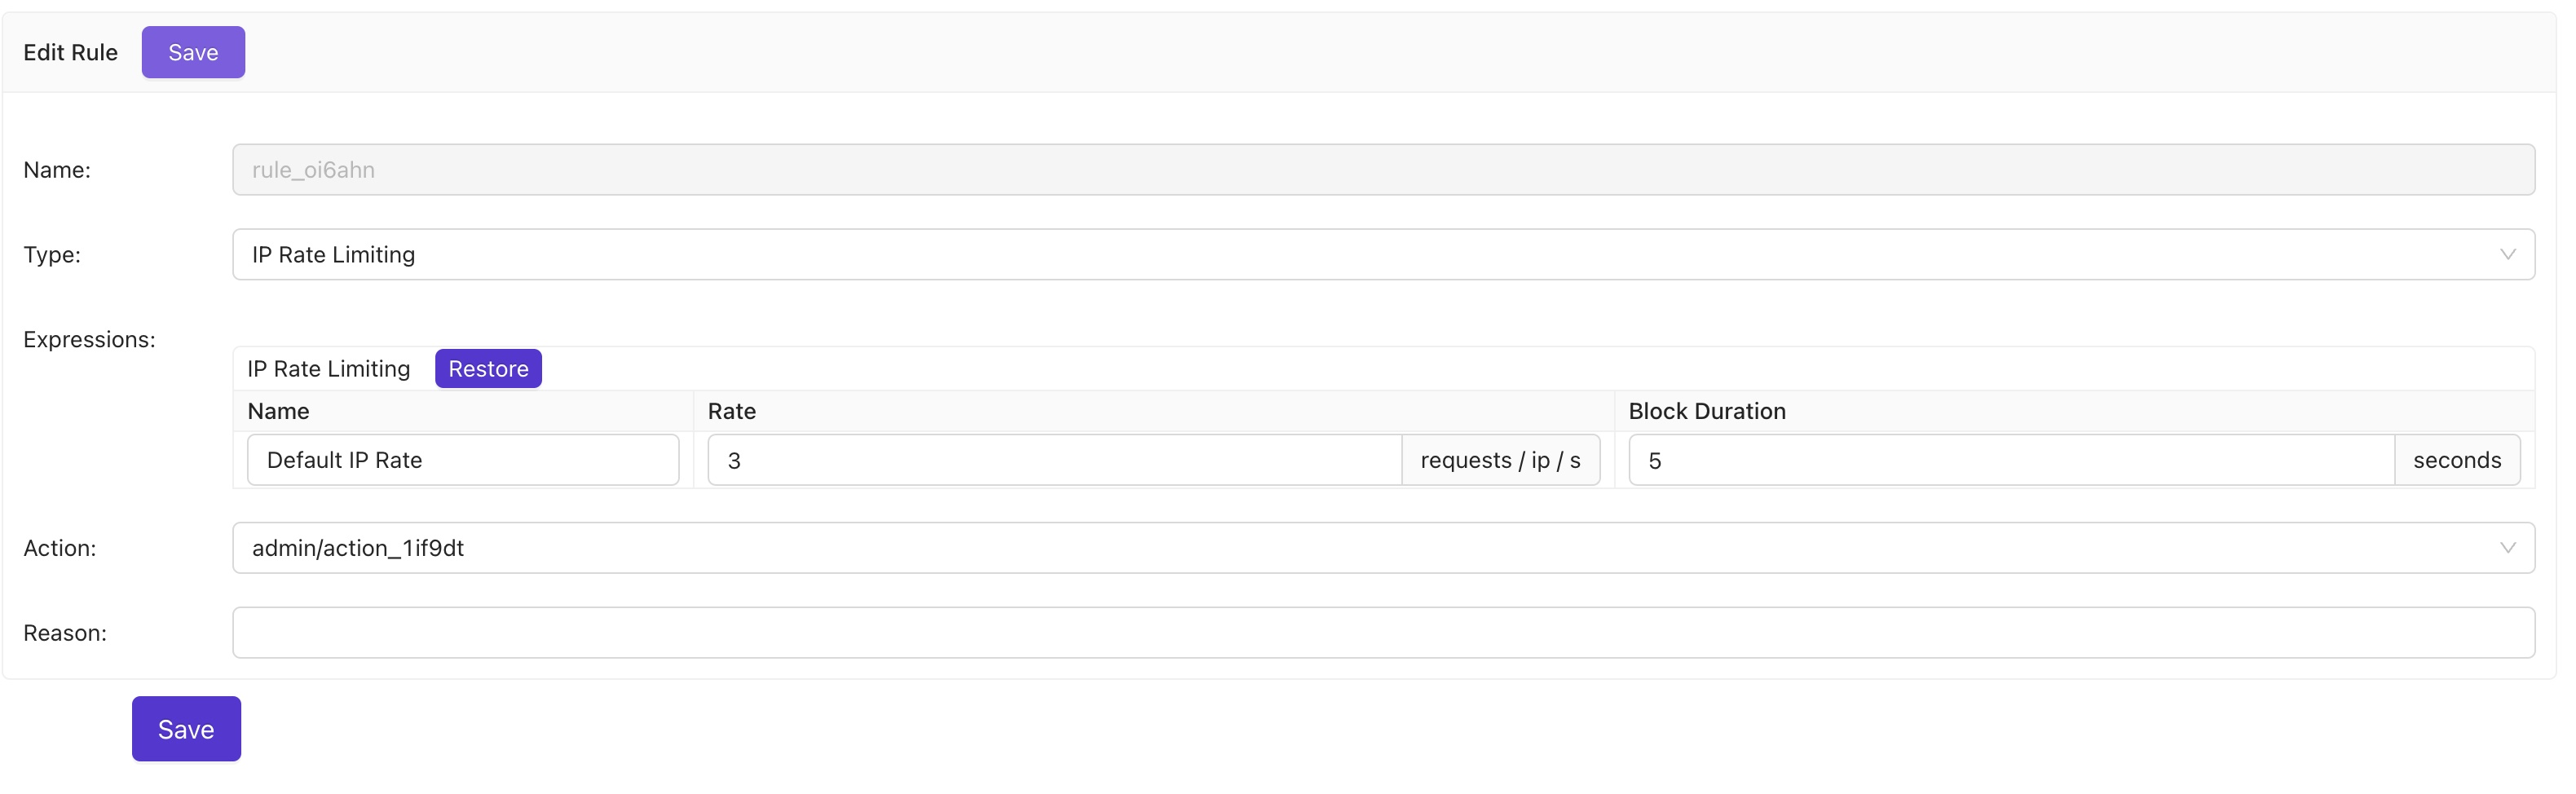 Edit Rule Save
Name: rule_oi6ahn
Type: IP Rate Limiting
Expressions:
IP Rate Limiting Restore
Name Rate Block Duration
Default IP Rate 3 requests / ip / s 5 seconds
Action: admin/action_1if9dt
Reason:
Save